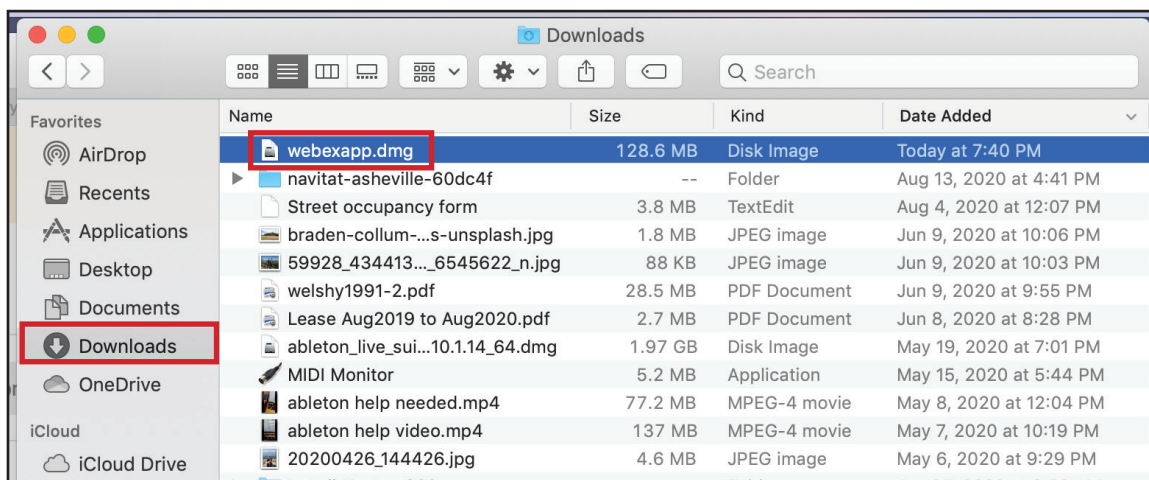 Downloads
Search
Favorites
AirDrop
Recents
Applications
Desktop
Documents
Downloads
OneDrive
iCloud
iCloud Drive
Name Size Kind Date Added
webexapp.dmg 128.6 MB Disk Image Today at 7:40 PM
navitat-asheville-60dc4f -- Folder Aug 13, 2020 at 4:41 PM
Street occupancy form 3.8 MB TextEdit Aug 4, 2020 at 12:07 PM
braden-collum-...s-unsplash.jpg 1.8 MB JPEG image Jun 9, 2020 at 10:06 PM
59928_434413..._6545622_n.jpg 88 KB JPEG image Jun 9, 2020 at 10:03 PM
welshy1991-2.pdf 28.5 MB PDF Document Jun 9, 2020 at 9:55 PM
Lease Aug2019 to Aug2020.pdf 2.7 MB PDF Document Jun 8, 2020 at 8:28 PM
ableton_live_sui...10.1.14_64.dmg 1.97 GB Disk Image May 19, 2020 at 7:01 PM
MIDI Monitor 5.2 MB Application May 15, 2020 at 5:44 PM
ableton help needed.mp4 77.2 MB MPEG-4 movie May 8, 2020 at 12:04 PM
ableton help video.mp4 137 MB MPEG-4 movie May 7, 2020 at 10:19 PM
20200426_144426.jpg 4.6 MB JPEG image May 6, 2020 at 9:29 PM